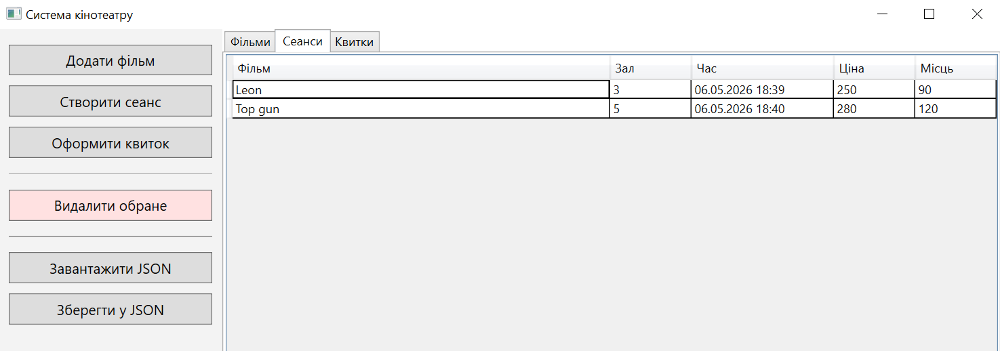 Система кінотеатру
Додати фільм
Створити сеанс
Оформити квиток
Видалити обране
Завантажити JSON
Зберегти у JSON
Фільми Сеанси Квитки
Фільм Зал Час Ціна Місць
Leon 3 06.05.2026 18:39 250 90
Top gun 5 06.05.2026 18:40 280 120